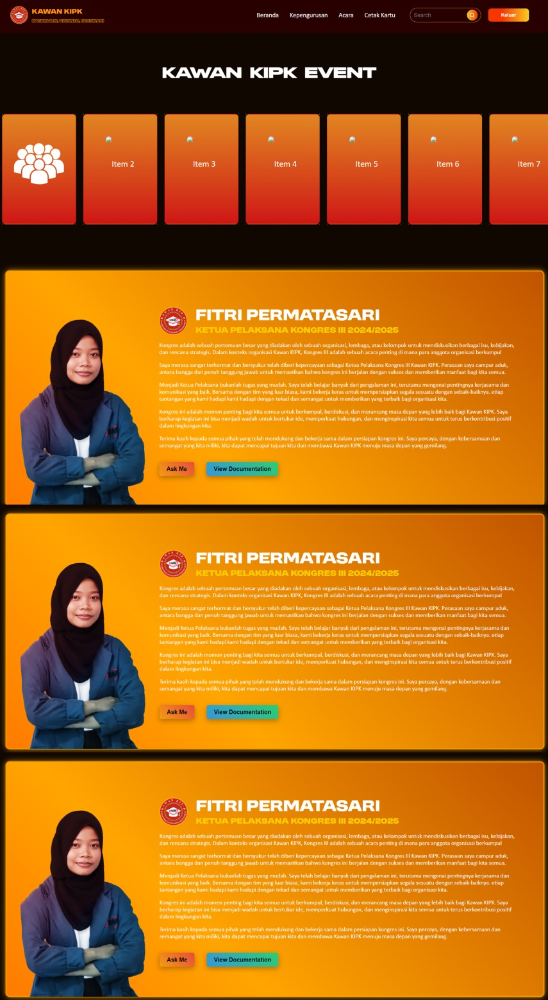 KAWAN KIPK
NASIONALIS, VISIONER, BERDIKARI
Beranda Kepengurusan Acara Cetak Kartu Search Keluar
KAWAN KIPK EVENT
Item 2 Item 3 Item 4 Item 5 Item 6 Item 7
FITRI PERMATASARI
KETUA PELAKSANA KONGRES III 2024/2025
Kongres adalah sebuah pertemuan besar yang diadakan oleh sebuah organisasi, lembaga, atau kelompok untuk mendiskusikan berbagai isu, kebijakan,
dan rencana strategis. Dalam konteks organisasi Kawan KIPK, Kongres III adalah sebuah acara penting di mana para anggota organisasi berkumpul
Saya merasa sangat terhormat dan bersyukur telah diberi kepercayaan sebagai Ketua Pelaksana Kongres III Kawan KIPK. Perasaan saya campur aduk,
antara bangga dan penuh tanggung jawab untuk memastikan bahwa kongres ini berjalan dengan sukses dan memberikan manfaat bagi kita semua.
Menjadi Ketua Pelaksana bukanlah tugas yang mudah. Saya telah belajar banyak dari pengalaman ini, terutama mengenai pentingnya kerjasama dan
komunikasi yang baik. Bersama dengan tim yang luar biasa, kami bekerja keras untuk mempersiapkan segala sesuatu dengan sebaik-baiknya. etiap
tantangan yang kami hadapi kami hadapi dengan tekad dan semangat untuk memberikan yang terbaik bagi organisasi kita.
Kongres ini adalah momen penting bagi kita semua untuk berkumpul, berdiskusi, dan merancang masa depan yang lebih baik bagi Kawan KIPK. Saya
berharap kegiatan ini bisa menjadi wadah untuk bertukar ide, memperkuat hubungan, dan menginspirasi kita semua untuk terus berkontribusi positif
dalam lingkungan kita.
Terima kasih kepada semua pihak yang telah mendukung dan bekerja sama dalam persiapan kongres ini. Saya percaya, dengan kebersamaan dan
semangat yang kita miliki, kita dapat mencapai tujuan kita dan membawa Kawan KIPK menuju masa depan yang gemilang.
Ask Me View Documentation
FITRI PERMATASARI
KETUA PELAKSANA KONGRES III 2024/2025
Kongres adalah sebuah pertemuan besar yang diadakan oleh sebuah organisasi, lembaga, atau kelompok untuk mendiskusikan berbagai isu, kebijakan,
dan rencana strategis. Dalam konteks organisasi Kawan KIPK, Kongres III adalah sebuah acara penting di mana para anggota organisasi berkumpul
Saya merasa sangat terhormat dan bersyukur telah diberi kepercayaan sebagai Ketua Pelaksana Kongres III Kawan KIPK. Perasaan saya campur aduk,
antara bangga dan penuh tanggung jawab untuk memastikan bahwa kongres ini berjalan dengan sukses dan memberikan manfaat bagi kita semua.
Menjadi Ketua Pelaksana bukanlah tugas yang mudah. Saya telah belajar banyak dari pengalaman ini, terutama mengenai pentingnya kerjasama dan
komunikasi yang baik. Bersama dengan tim yang luar biasa, kami bekerja keras untuk mempersiapkan segala sesuatu dengan sebaik-baiknya. etiap
tantangan yang kami hadapi kami hadapi dengan tekad dan semangat untuk memberikan yang terbaik bagi organisasi kita.
Kongres ini adalah momen penting bagi kita semua untuk berkumpul, berdiskusi, dan merancang masa depan yang lebih baik bagi Kawan KIPK. Saya
berharap kegiatan ini bisa menjadi wadah untuk bertukar ide, memperkuat hubungan, dan menginspirasi kita semua untuk terus berkontribusi positif
dalam lingkungan kita.
Terima kasih kepada semua pihak yang telah mendukung dan bekerja sama dalam persiapan kongres ini. Saya percaya, dengan kebersamaan dan
semangat yang kita miliki, kita dapat mencapai tujuan kita dan membawa Kawan KIPK menuju masa depan yang gemilang.
Ask Me View Documentation
FITRI PERMATASARI
KETUA PELAKSANA KONGRES III 2024/2025
Kongres adalah sebuah pertemuan besar yang diadakan oleh sebuah organisasi, lembaga, atau kelompok untuk mendiskusikan berbagai isu, kebijakan,
dan rencana strategis. Dalam konteks organisasi Kawan KIPK, Kongres III adalah sebuah acara penting di mana para anggota organisasi berkumpul
Saya merasa sangat terhormat dan bersyukur telah diberi kepercayaan sebagai Ketua Pelaksana Kongres III Kawan KIPK. Perasaan saya campur aduk,
antara bangga dan penuh tanggung jawab untuk memastikan bahwa kongres ini berjalan dengan sukses dan memberikan manfaat bagi kita semua.
Menjadi Ketua Pelaksana bukanlah tugas yang mudah. Saya telah belajar banyak dari pengalaman ini, terutama mengenai pentingnya kerjasama dan
komunikasi yang baik. Bersama dengan tim yang luar biasa, kami bekerja keras untuk mempersiapkan segala sesuatu dengan sebaik-baiknya. etiap
tantangan yang kami hadapi kami hadapi dengan tekad dan semangat untuk memberikan yang terbaik bagi organisasi kita.
Kongres ini adalah momen penting bagi kita semua untuk berkumpul, berdiskusi, dan merancang masa depan yang lebih baik bagi Kawan KIPK. Saya
berharap kegiatan ini bisa menjadi wadah untuk bertukar ide, memperkuat hubungan, dan menginspirasi kita semua untuk terus berkontribusi positif
dalam lingkungan kita.
Terima kasih kepada semua pihak yang telah mendukung dan bekerja sama dalam persiapan kongres ini. Saya percaya, dengan kebersamaan dan
semangat yang kita miliki, kita dapat mencapai tujuan kita dan membawa Kawan KIPK menuju masa depan yang gemilang.
Ask Me View Documentation